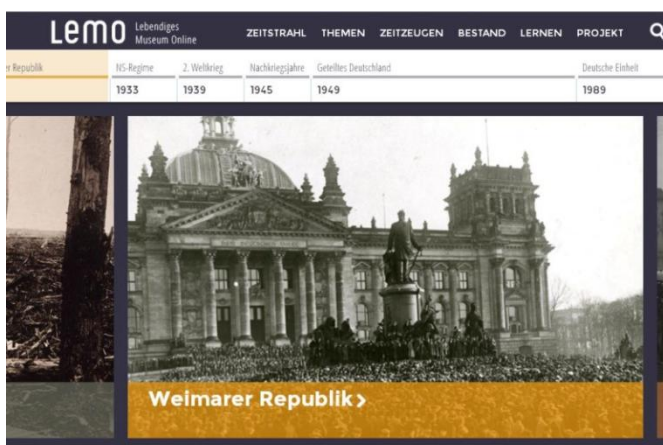 Lemo Lebendiges
Museum Online
ZEITSTRAHL THEMEN ZEITZEUGEN BESTAND LERNEN PROJEKT
er Republik NS-Regime 2. Weltkrieg Nachkriegsjahre Geteiltes Deutschland Deutsche Einheit
1933 1939 1945 1949 1989
Weimarer Republik >